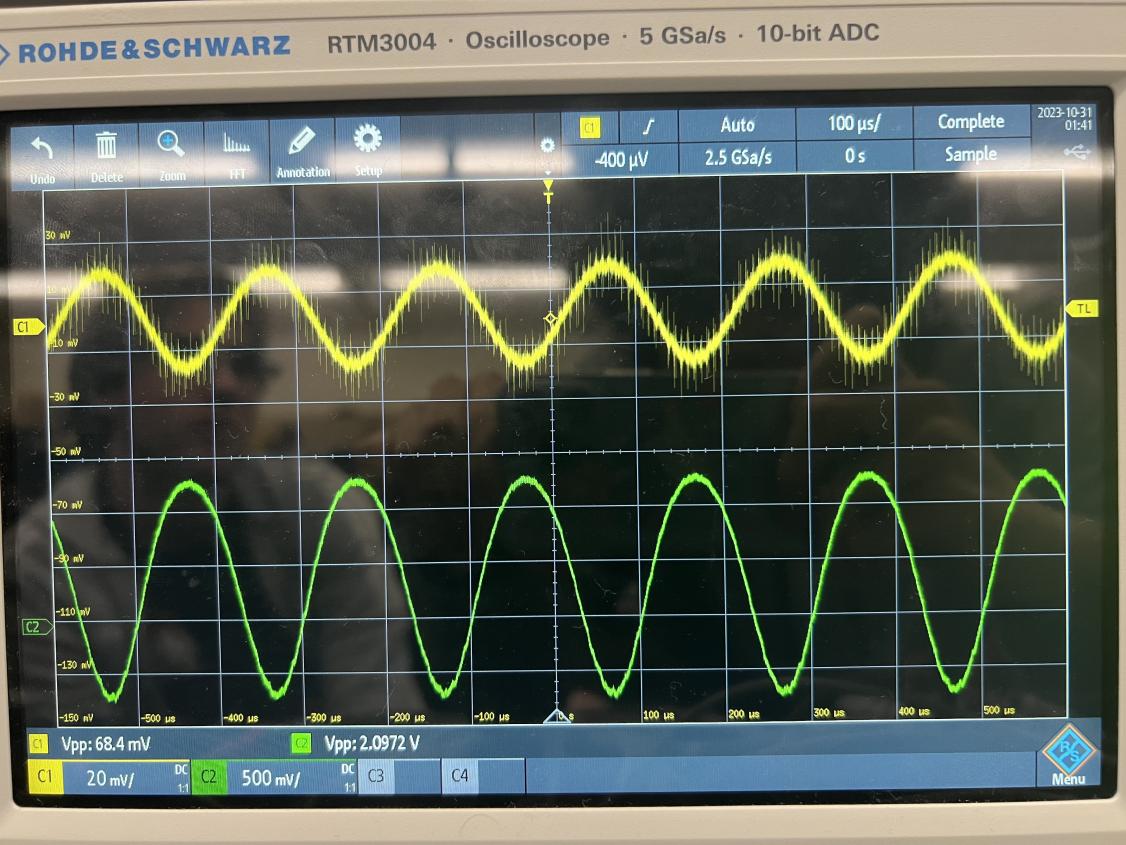 ROHDE&SCHWARZ RTM3004 · Oscilloscope · 5 GSa/s · 10-bit ADC
Undo Delete Zoom FFT Annotation Setup
C1 Auto 100 µs/ Complete 2023-10-31
-400 µV 2.5 GSa/s 0 s Sample 01:41
T
30 mV
C1
TL
-10 mV
-30 mV
-50 mV
-70 mV
-90 mV
-110 mV
C2
-130 mV
-150 mV -500 µs -400 µs -300 µs -200 µs -100 µs 0 s 100 µs 200 µs 300 µs 400 µs 500 µs
C1 Vpp: 68.4 mV C2 Vpp: 2.0972 V
C1 20 mV/ DC 1:1 C2 500 mV/ DC 1:1 C3 C4
R/S
Menu